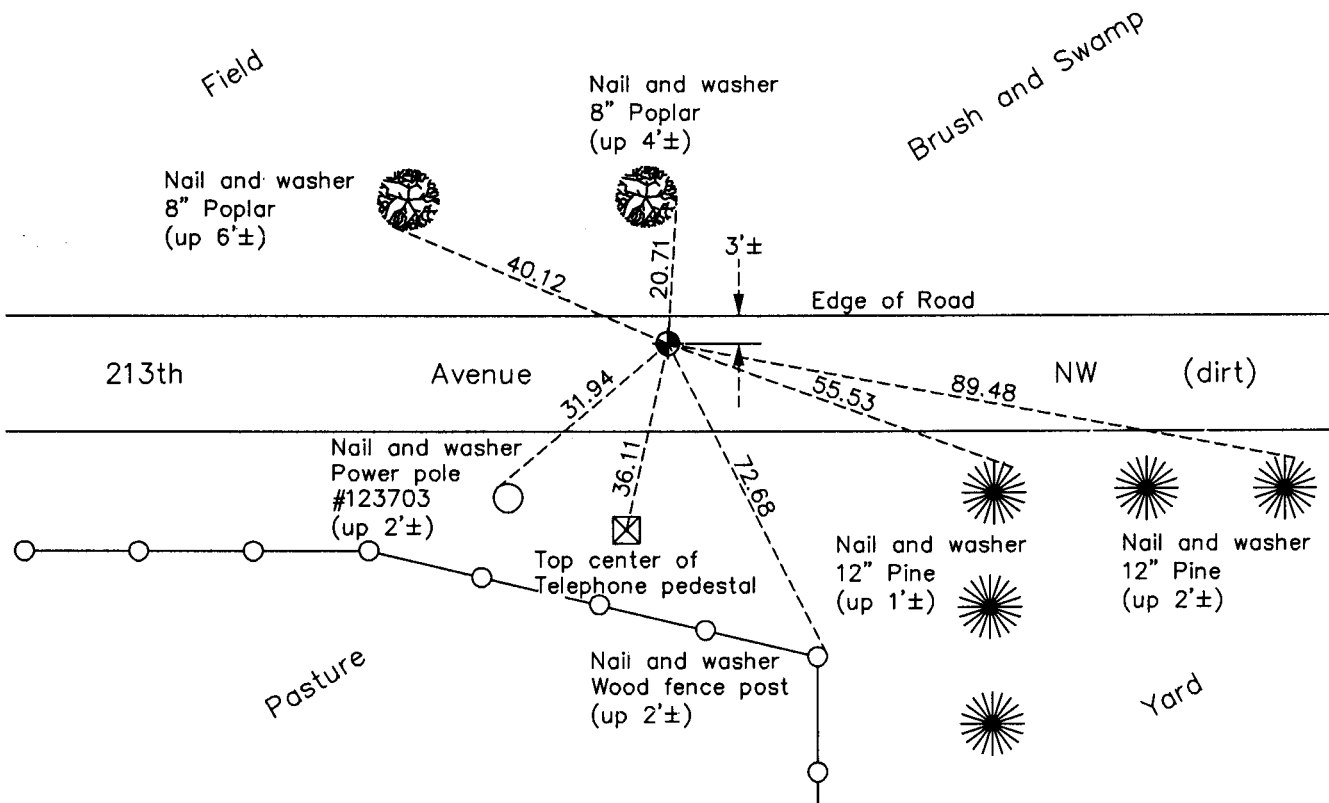 Field
Brush and Swamp
Nail and washer
8" Poplar
(up 4'±)
Nail and washer
8" Poplar
(up 6'±)
40.12
20.71
3'±
Edge of Road
213th Avenue NW (dirt)
31.94
36.11
72.68
55.53
89.48
Nail and washer
Power pole
#123703
(up 2'±)
Top center of
Telephone pedestal
Nail and washer
12" Pine
(up 1'±)
Nail and washer
12" Pine
(up 2'±)
Nail and washer
Wood fence post
(up 2'±)
Pasture
Yard